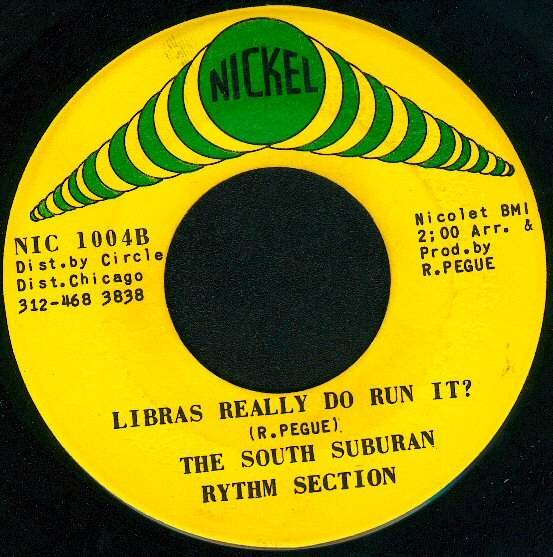 NICKEL
NIC 1004B
Dist.by Circle
Dist.Chicago
312-468 3838
Nicolet BMI
2;00 Arr. &
Prod.by
R.PEGUE
LIBRAS REALLY DO RUN IT?
(R.PEGUE)
THE SOUTH SUBURAN
RYTHM SECTION